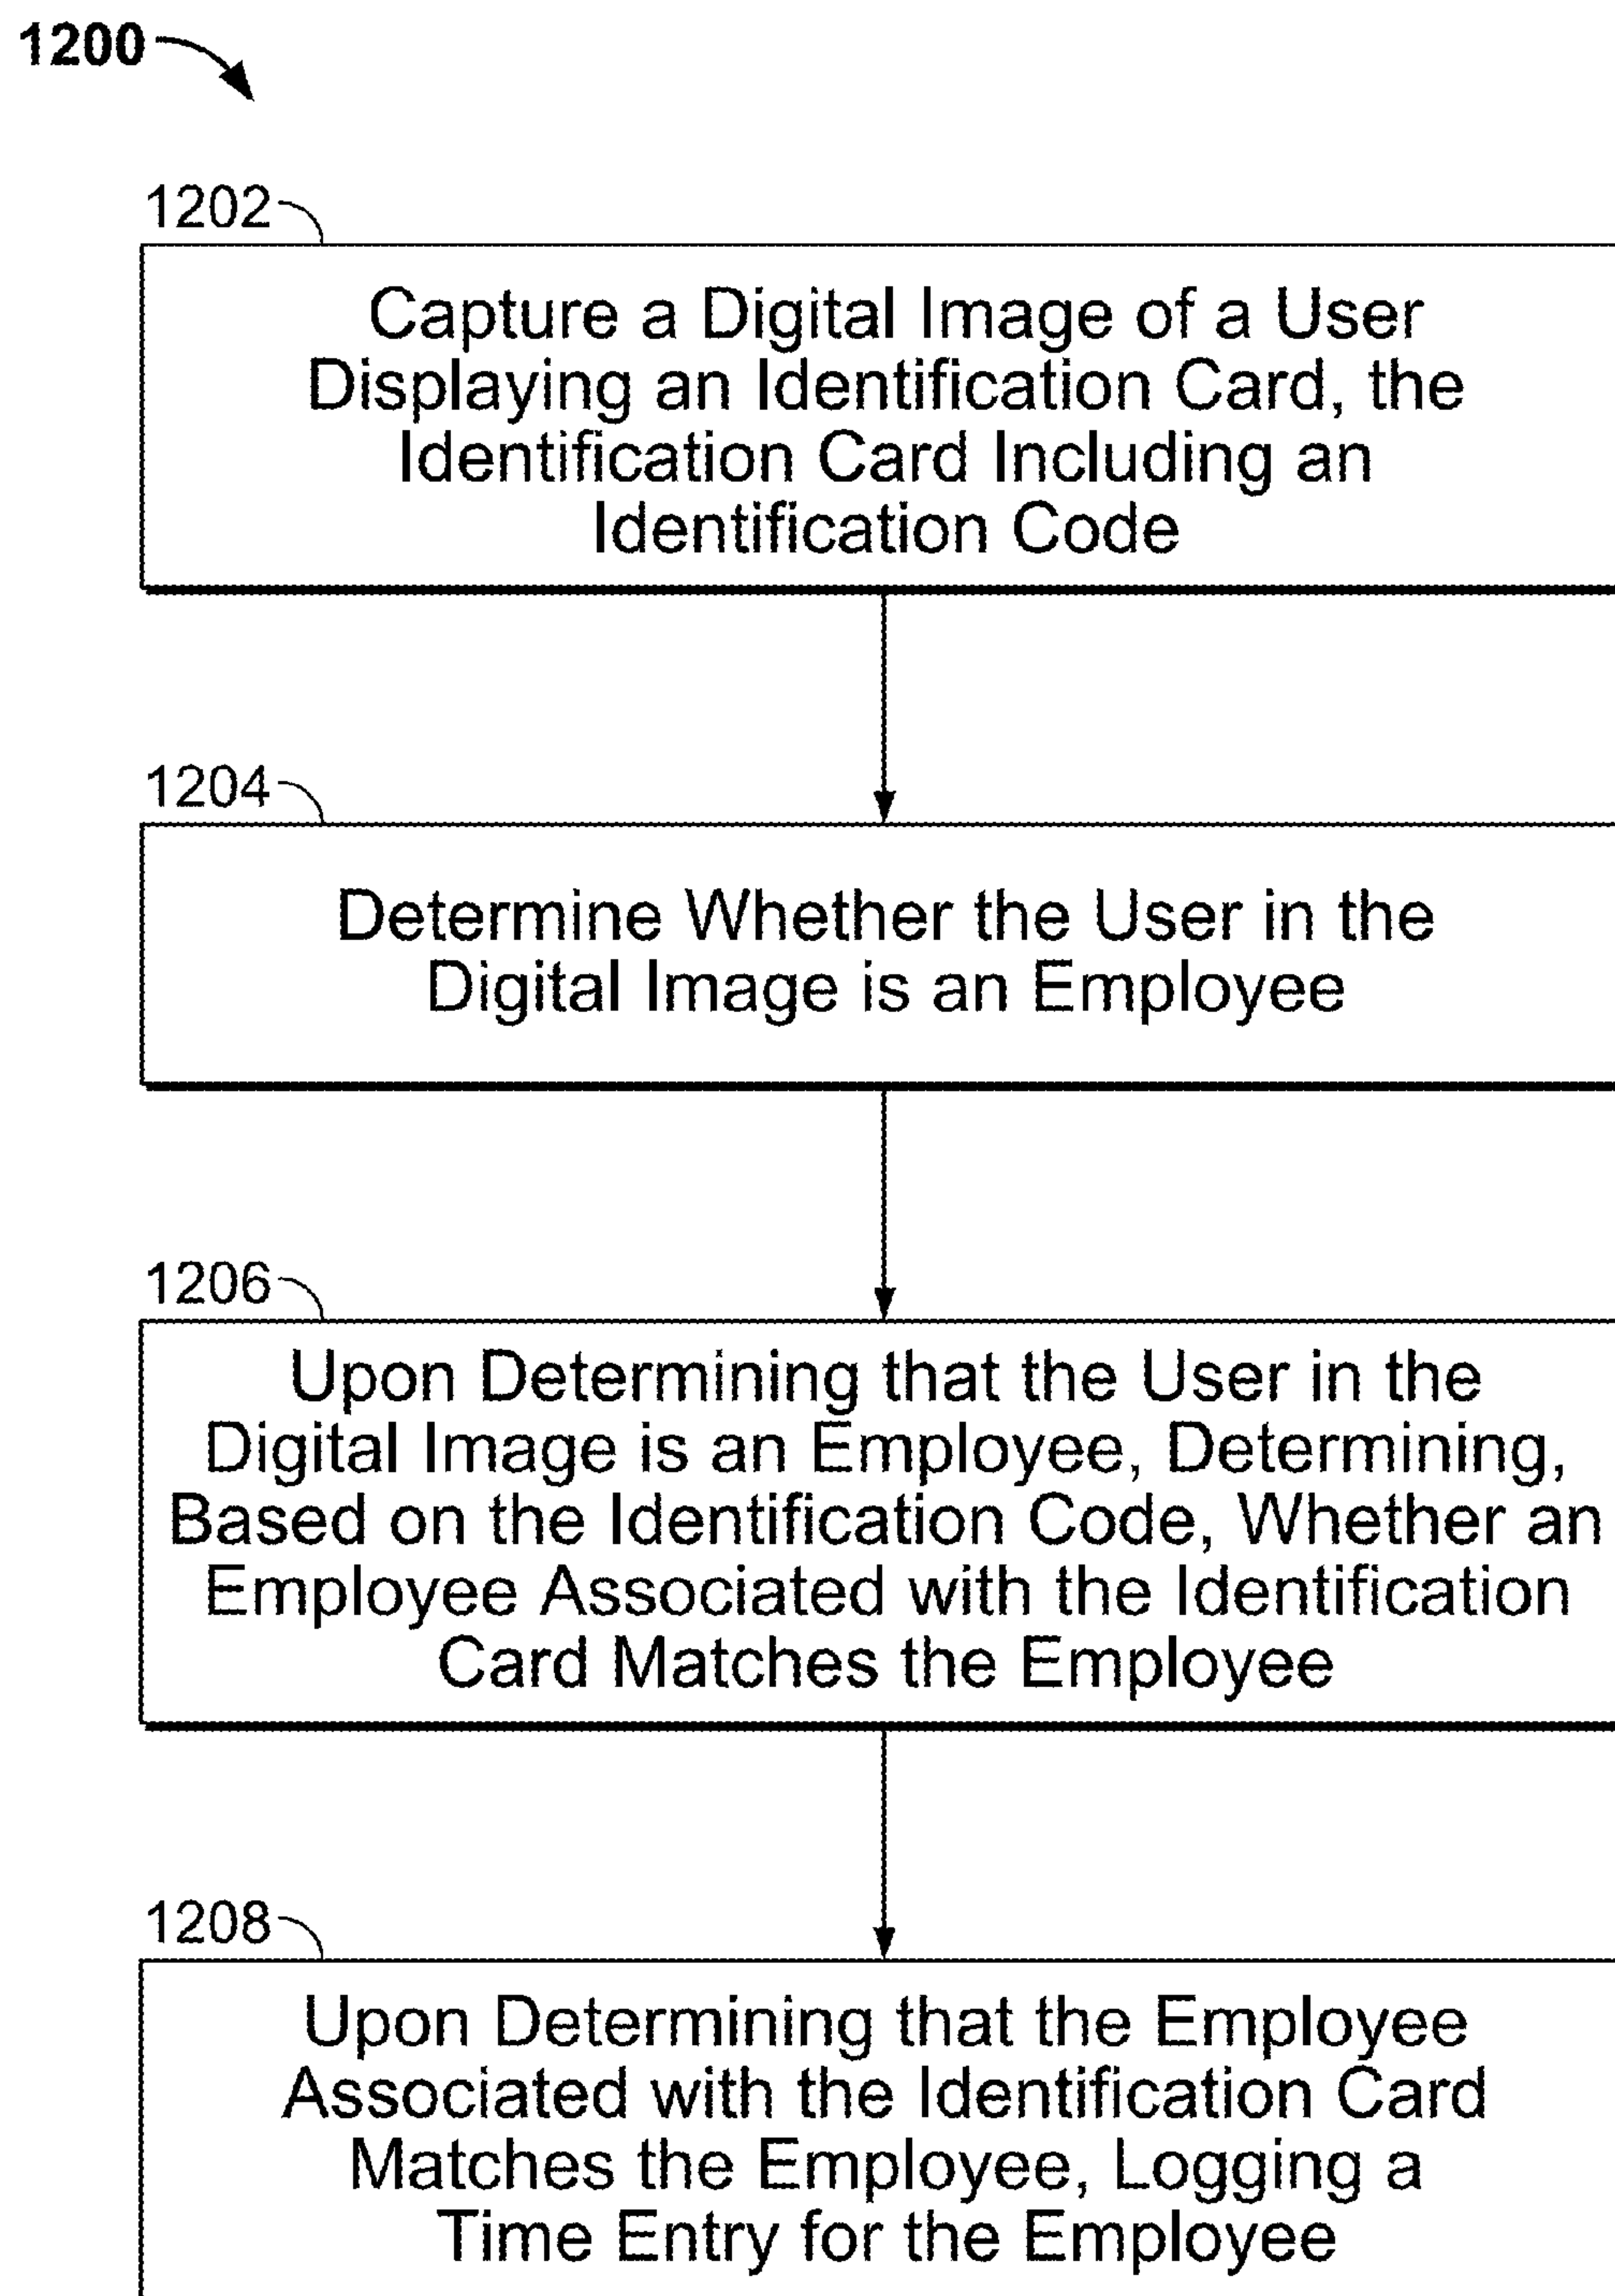 1200
1202
Capture a Digital Image of a User
Displaying an Identification Card, the
Identification Card Including an
Identification Code
1204
Determine Whether the User in the
Digital Image is an Employee
1206
Upon Determining that the User in the
Digital Image is an Employee, Determining,
Based on the Identification Code, Whether an
Employee Associated with the Identification
Card Matches the Employee
1208
Upon Determining that the Employee
Associated with the Identification Card
Matches the Employee, Logging a
Time Entry for the Employee